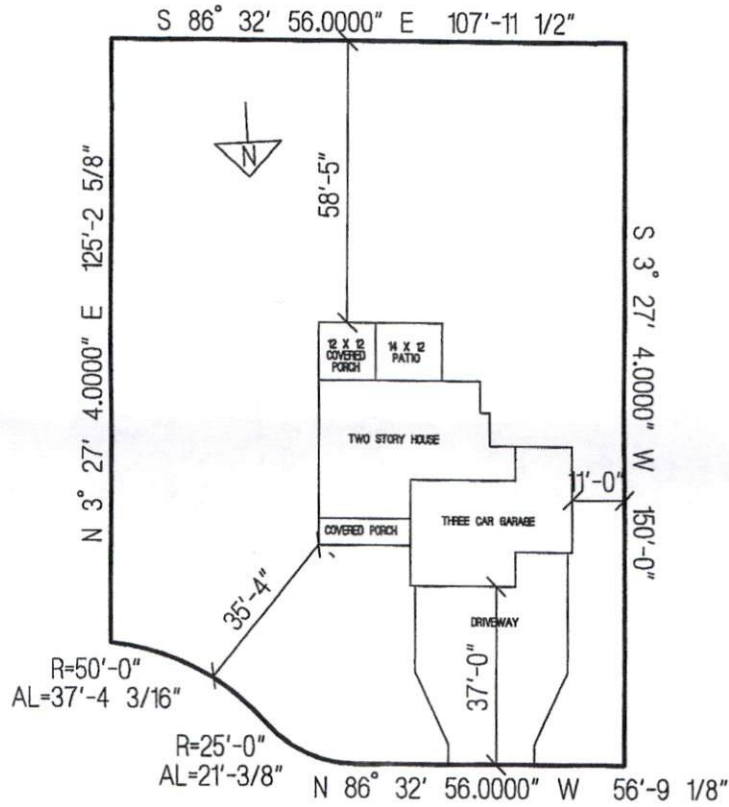 S 86° 32' 56.0000" E 107'-11 1/2"
N
58'-5"
N 3° 27' 4.0000" E 125'-2 5/8"
S 3° 27' 4.0000" W 150'-0"
12 X 12
COVERED
PORCH
14 X 12
PATIO
TWO STORY HOUSE
11'-0"
COVERED PORCH
THREE CAR GARAGE
35'-4"
DRIVEWAY
37'-0"
R=50'-0"
AL=37'-4 3/16"
R=25'-0"
AL=21'-3/8"
N 86° 32' 56.0000" W 56'-9 1/8"